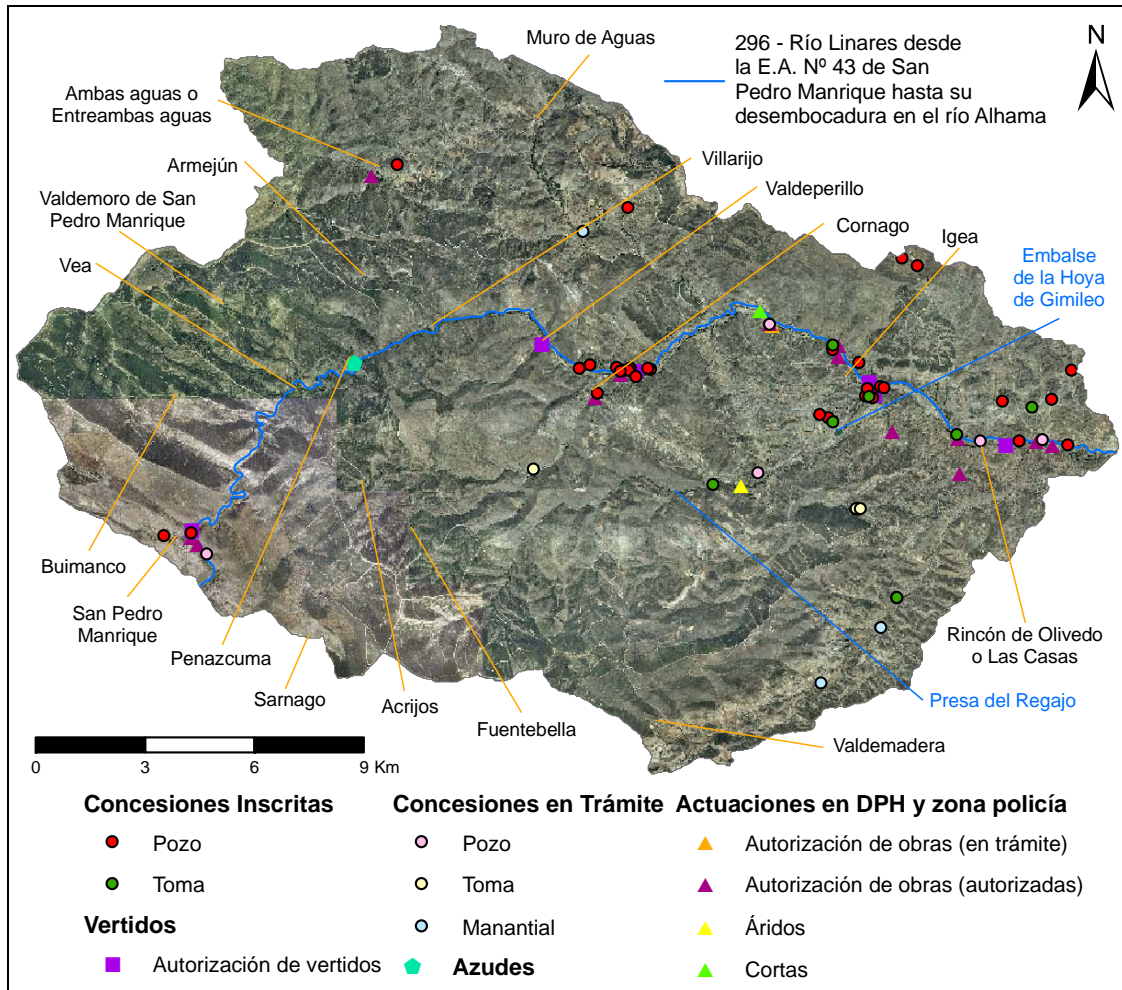 Muro de Aguas
296 - Río Linares desde
la E.A. Nº 43 de San
Pedro Manrique hasta su
desembocadura en el río Alhama
N
Ambas aguas o
Entreambas aguas
Armejún
Villarijo
Valdemoro de San
Pedro Manrique
Valdeperillo
Cornago
Igea
Vea
Embalse
de la Hoya
de Gimileo
Buimanco
San Pedro
Manrique
Penazcuma
Sarnago
Acrijos
Fuentebella
Rincón de Olivedo
o Las Casas
Presa del Regajo
Valdemadera
0 3 6 9 Km
Concesiones Inscritas
Pozo
Toma
Vertidos
Autorización de vertidos
Concesiones en Trámite
Pozo
Toma
Manantial
Azudes
Actuaciones en DPH y zona policía
Autorización de obras (en trámite)
Autorización de obras (autorizadas)
Áridos
Cortas